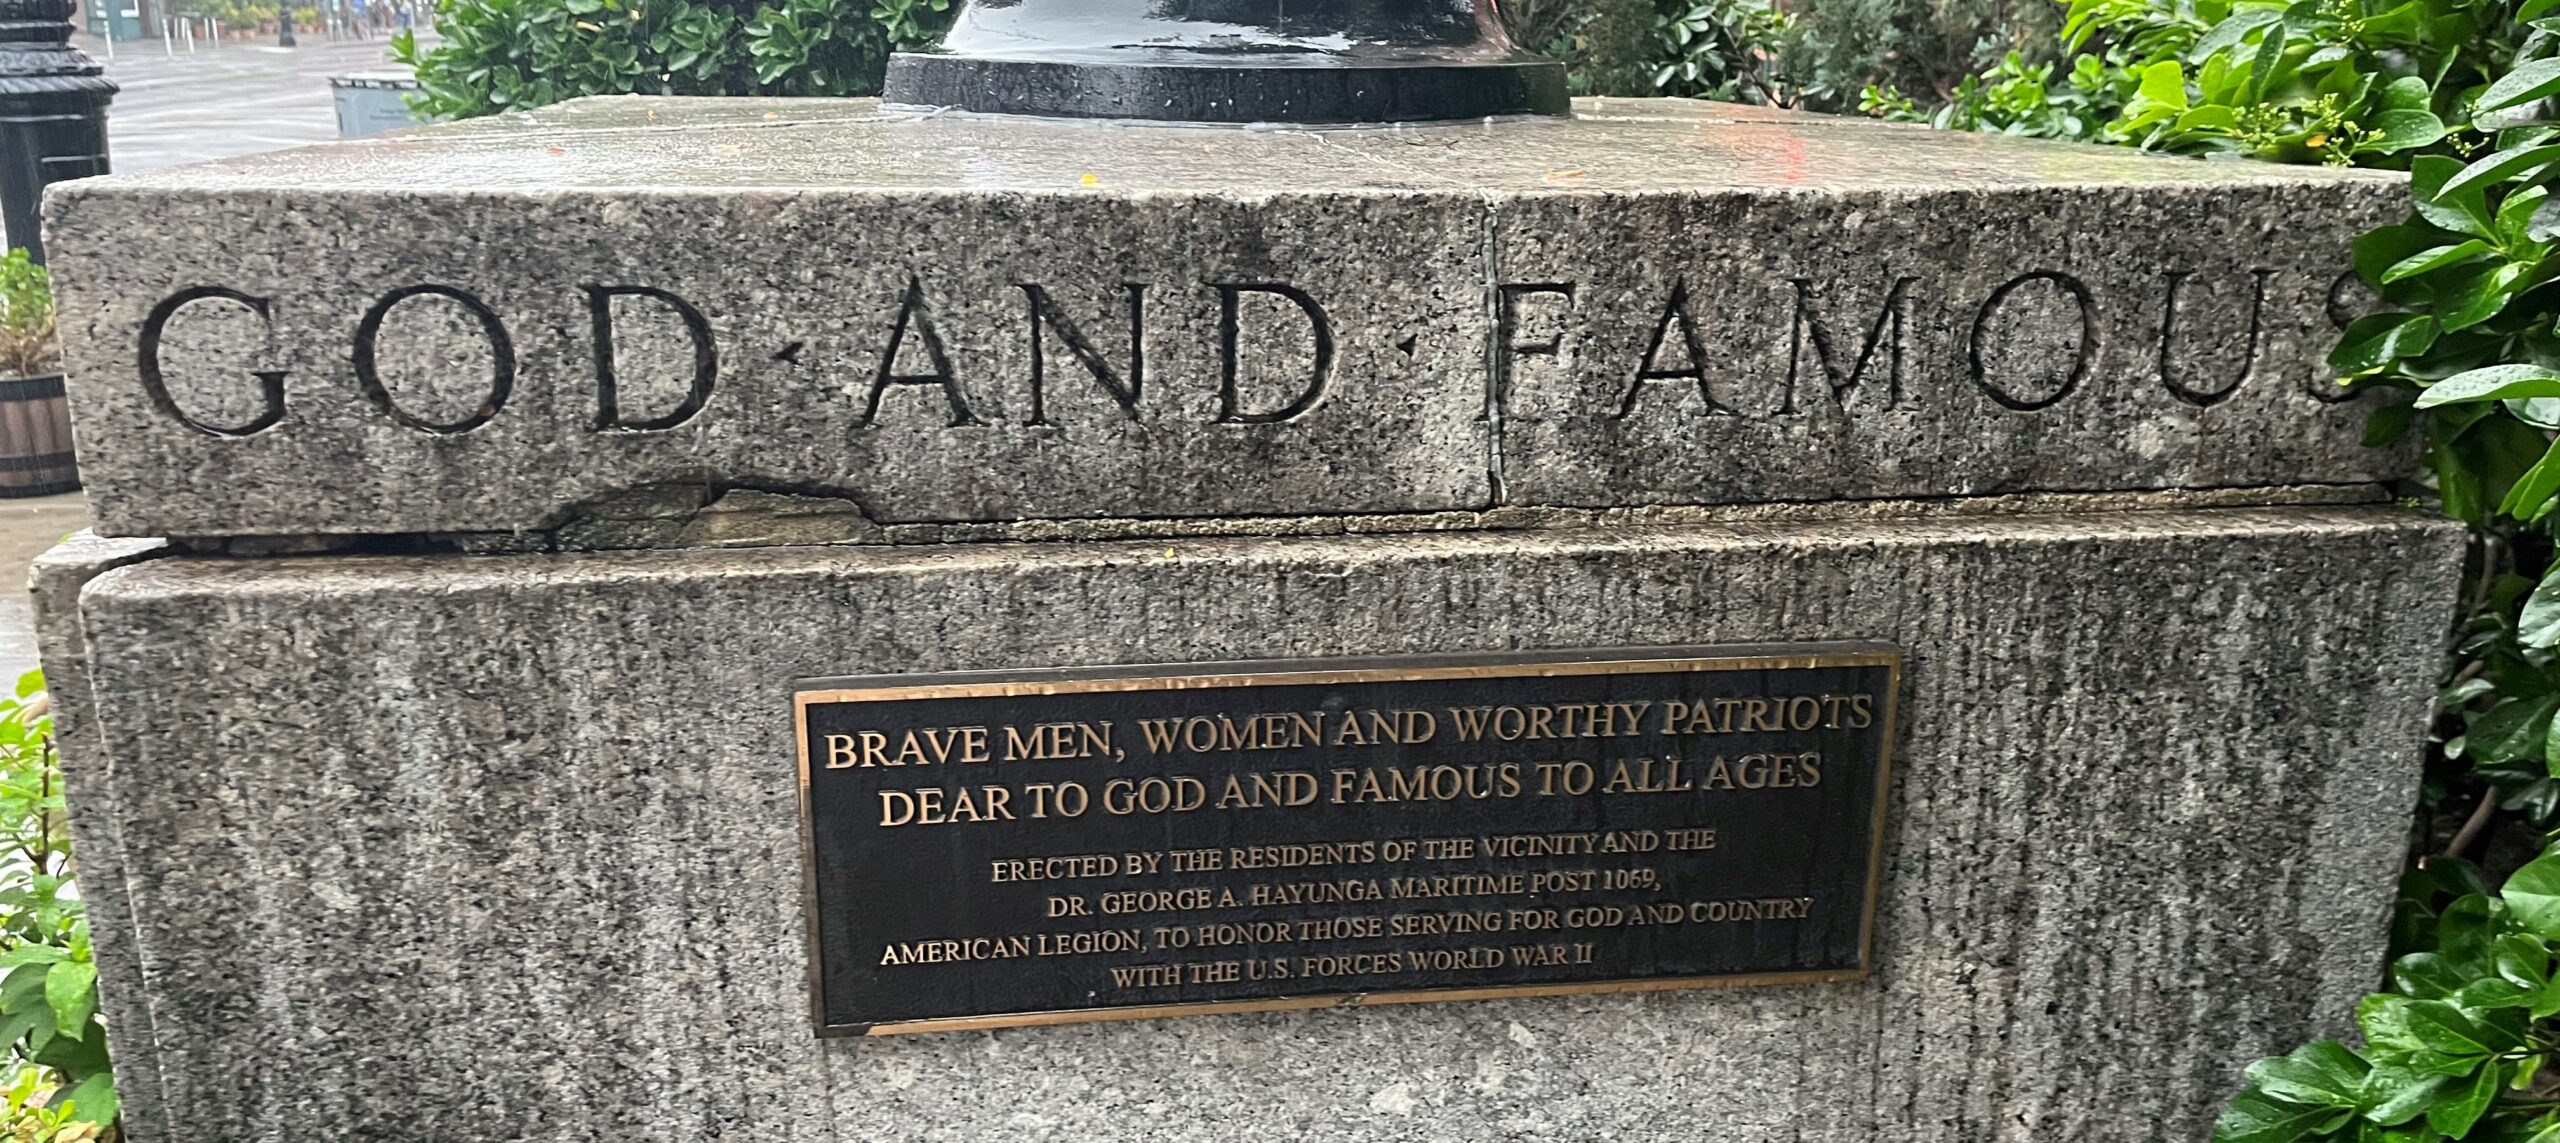 GOD · AND · FAMOUS
BRAVE MEN, WOMEN AND WORTHY PATRIOTS
DEAR TO GOD AND FAMOUS TO ALL AGES
ERECTED BY THE RESIDENTS OF THE VICINITY AND THE
DR. GEORGE A. HAYUNGA MARITIME POST 1069,
AMERICAN LEGION, TO HONOR THOSE SERVING FOR GOD AND COUNTRY
WITH THE U.S. FORCES WORLD WAR II